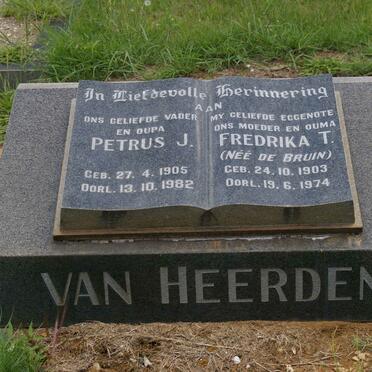 In Liefdevolle Herinnering
AAN
ONS GELIEFDE VADER
EN OUPA
PETRUS J.
GEB. 27. 4. 1905
OORL. 13. 10. 1982
MY GELIEFDE EGGENOTE
ONS MOEDER EN OUMA
FREDRIKA T.
(NÉÉ DE BRUIN)
GEB. 24. 10. 1903
OORL. 19. 6. 1974
VAN HEERDEN